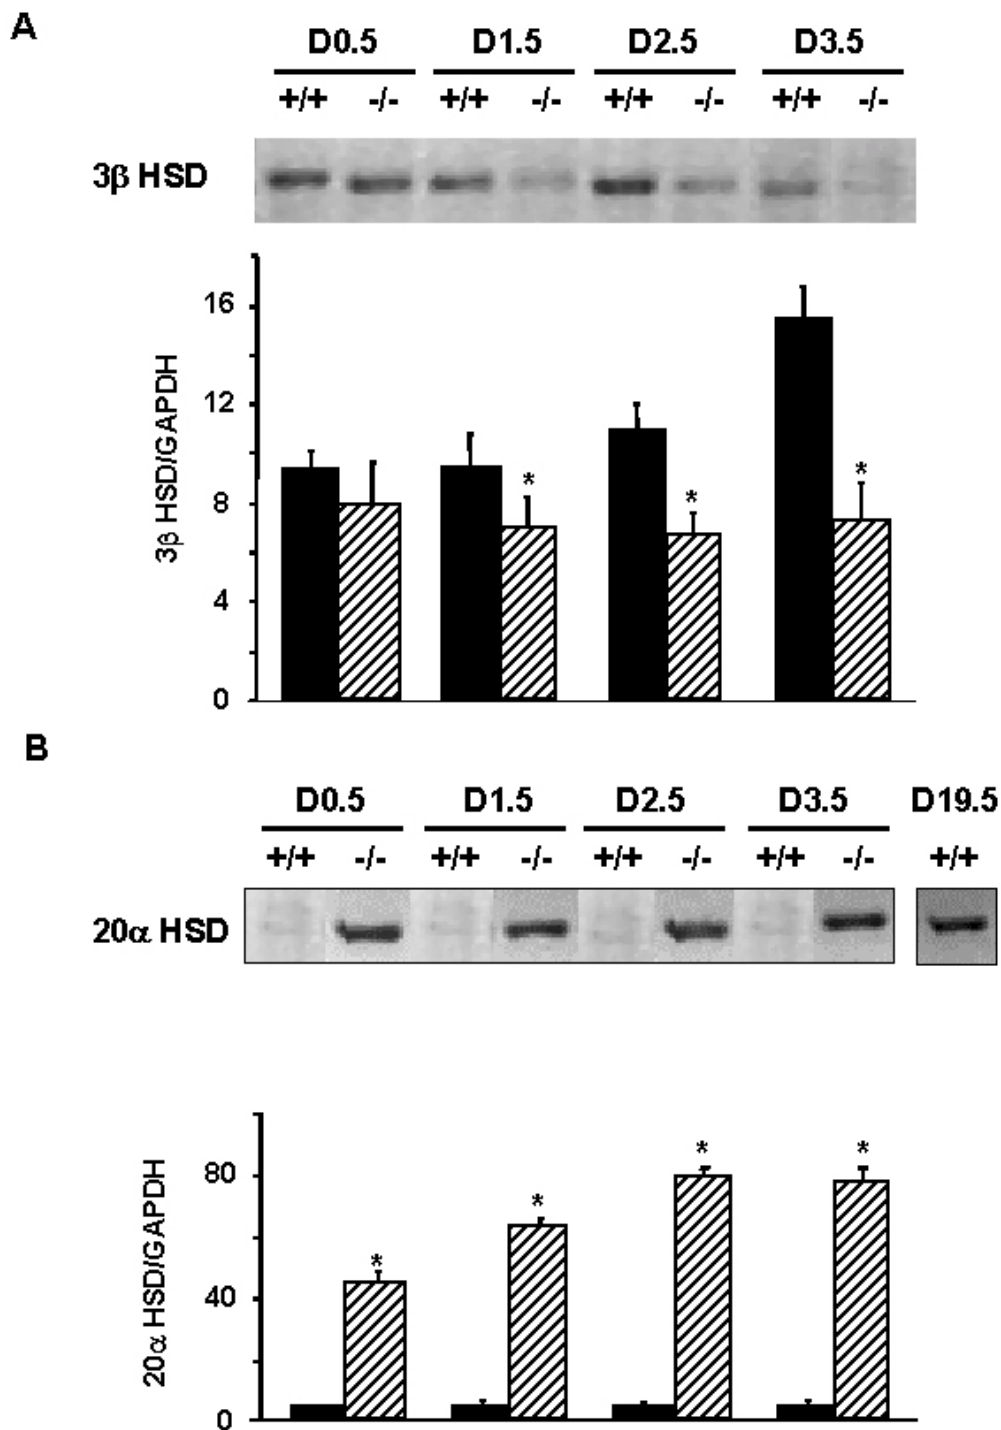 A
D0.5 D1.5 D2.5 D3.5
+/+ -/- +/+ -/- +/+ -/- +/+ -/-
3β HSD
3β HSD/GAPDH
16
12
8
4
0
* * *
B
D0.5 D1.5 D2.5 D3.5 D19.5
+/+ -/- +/+ -/- +/+ -/- +/+ -/- +/+
20α HSD
20α HSD/GAPDH
80
40
0
* * * *